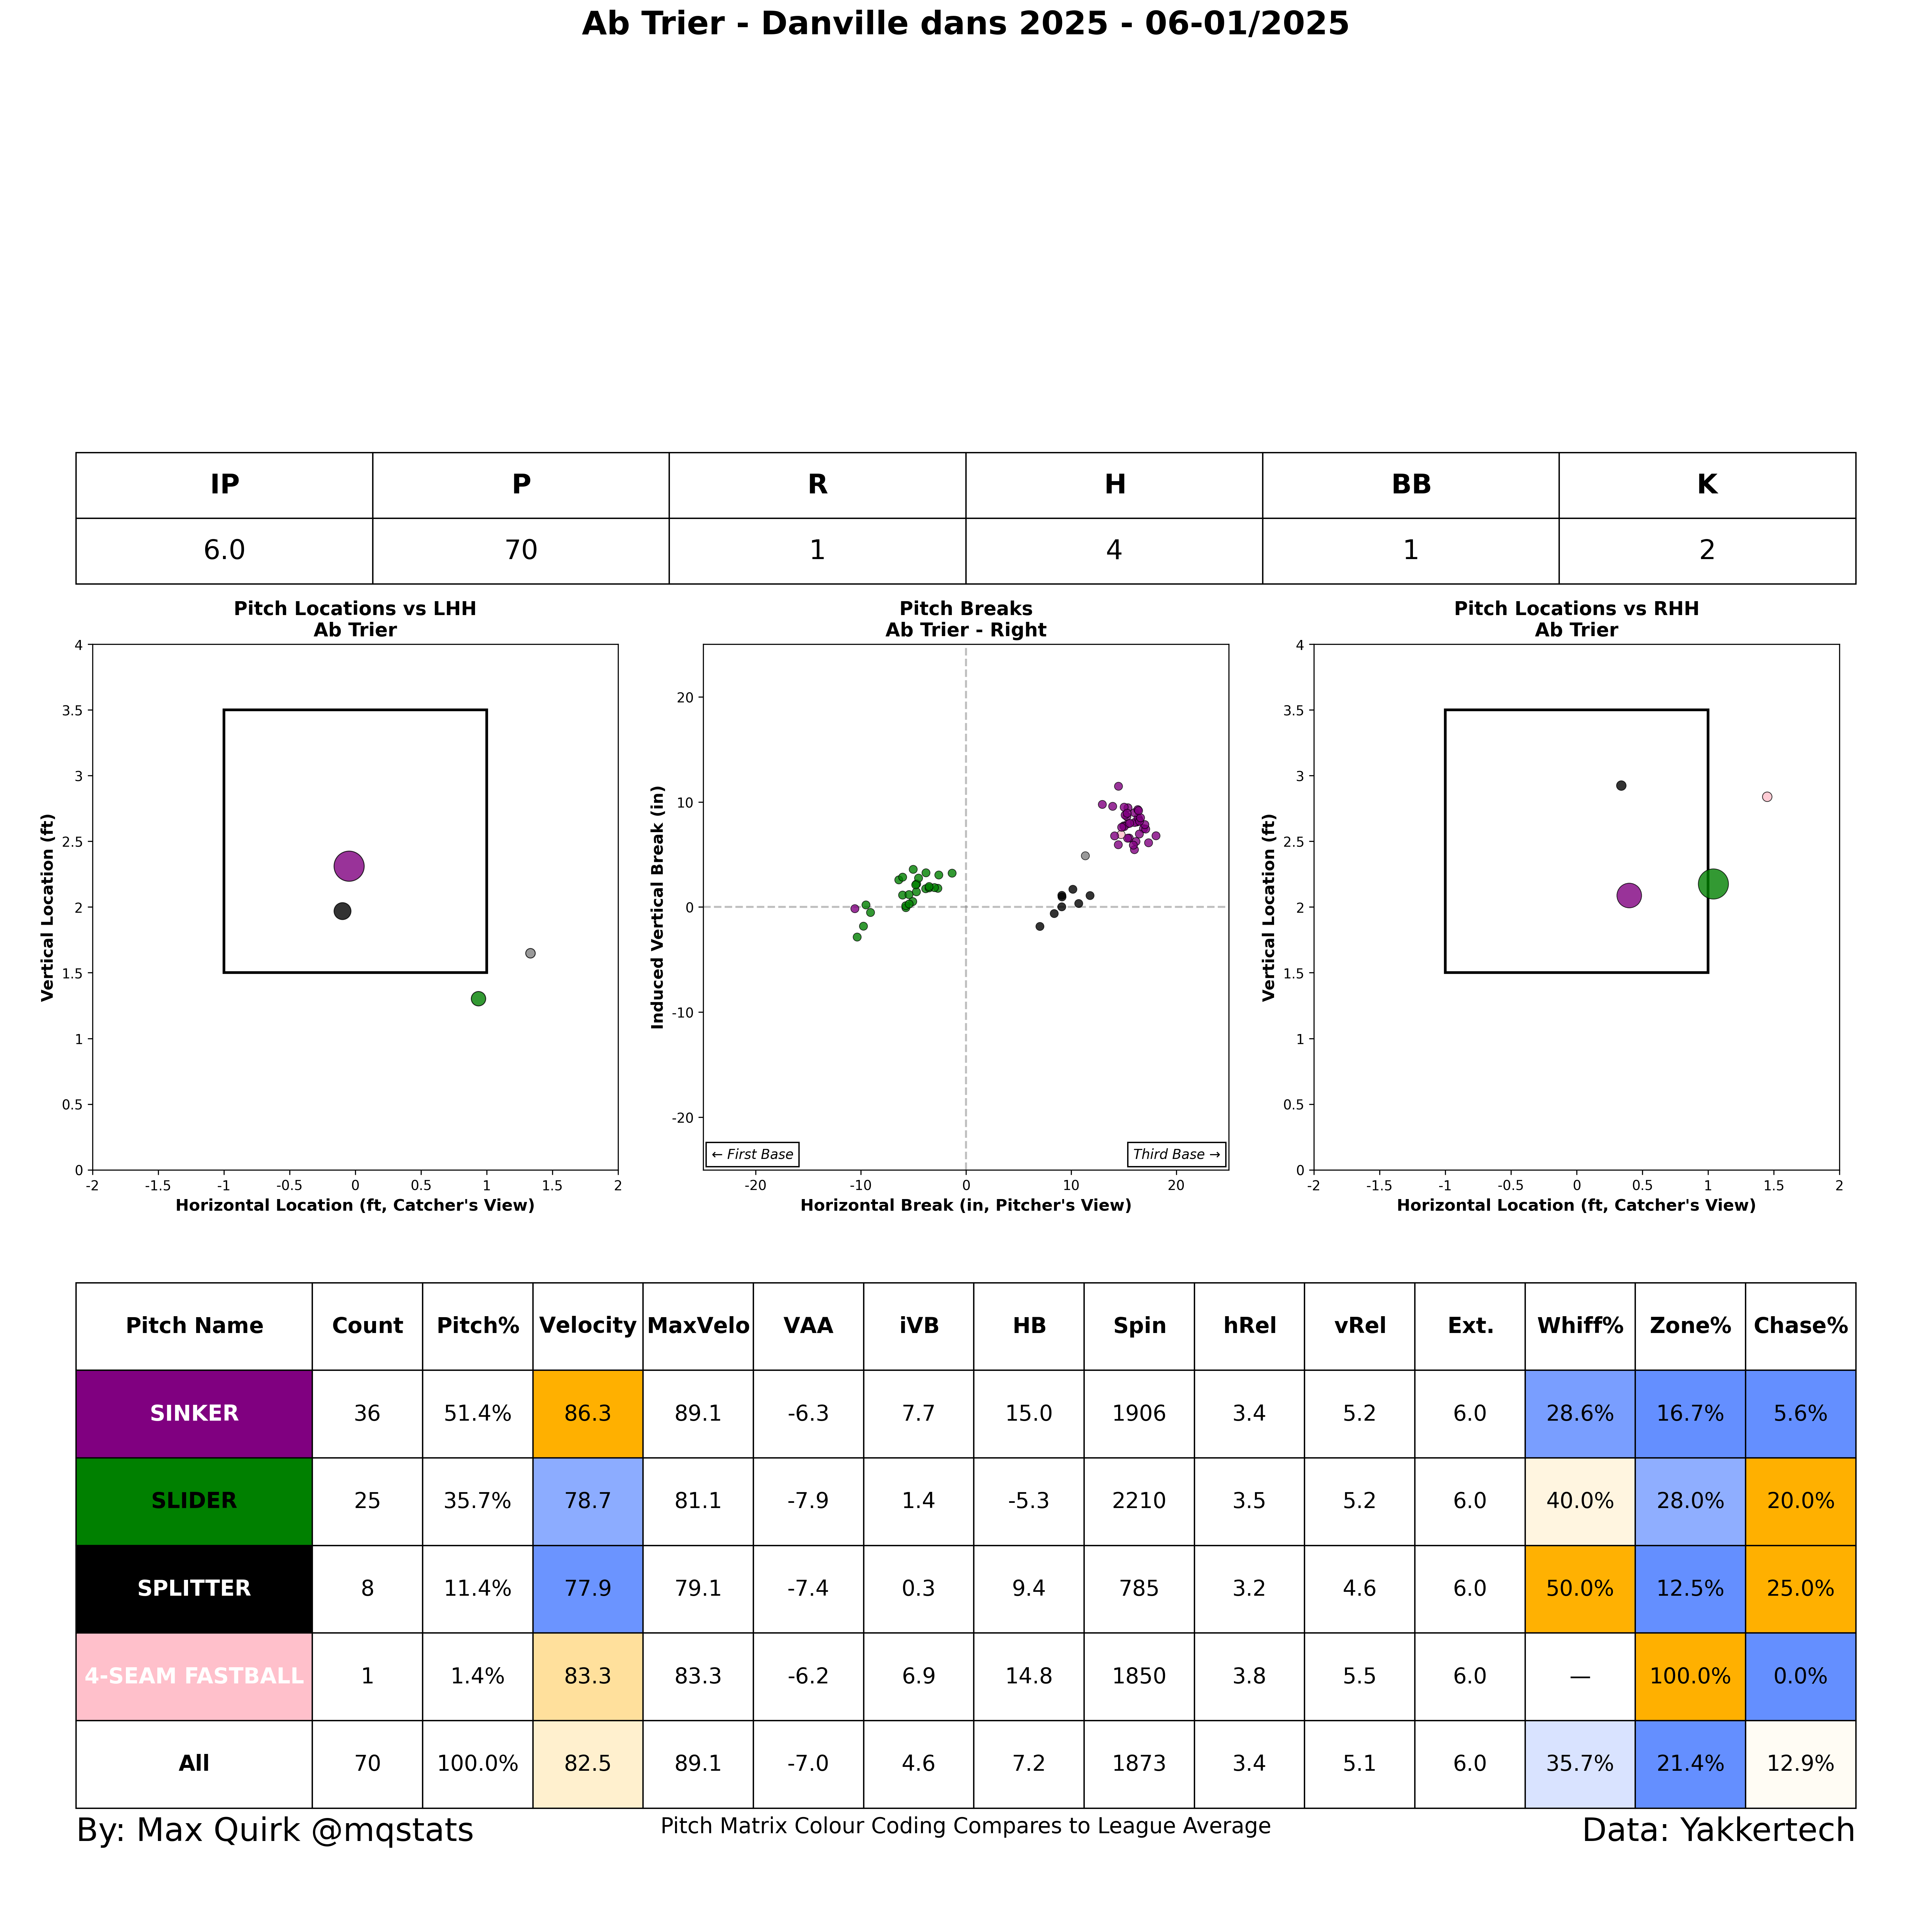 Ab Trier - Danville dans 2025 - 06-01/2025
IP P R H BB K
6.0 70 1 4 1 2
Pitch Locations vs LHH
Ab Trier
4
3.5
3
2.5
2
1.5
1
0.5
0
Vertical Location (ft)
-2 -1.5 -1 -0.5 0 0.5 1 1.5 2
Horizontal Location (ft, Catcher's View)
Pitch Breaks
Ab Trier - Right
20
10
0
-10
-20
Induced Vertical Break (in)
← First Base
Third Base →
-20 -10 0 10 20
Horizontal Break (in, Pitcher's View)
Pitch Locations vs RHH
Ab Trier
4
3.5
3
2.5
2
1.5
1
0.5
0
Vertical Location (ft)
-2 -1.5 -1 -0.5 0 0.5 1 1.5 2
Horizontal Location (ft, Catcher's View)
Pitch Name Count Pitch% Velocity MaxVelo VAA iVB HB Spin hRel vRel Ext. Whiff% Zone% Chase%
SINKER 36 51.4% 86.3 89.1 -6.3 7.7 15.0 1906 3.4 5.2 6.0 28.6% 16.7% 5.6%
SLIDER 25 35.7% 78.7 81.1 -7.9 1.4 -5.3 2210 3.5 5.2 6.0 40.0% 28.0% 20.0%
SPLITTER 8 11.4% 77.9 79.1 -7.4 0.3 9.4 785 3.2 4.6 6.0 50.0% 12.5% 25.0%
4-SEAM FASTBALL 1 1.4% 83.3 83.3 -6.2 6.9 14.8 1850 3.8 5.5 6.0 — 100.0% 0.0%
All 70 100.0% 82.5 89.1 -7.0 4.6 7.2 1873 3.4 5.1 6.0 35.7% 21.4% 12.9%
By: Max Quirk @mqstats
Pitch Matrix Colour Coding Compares to League Average
Data: Yakkertech